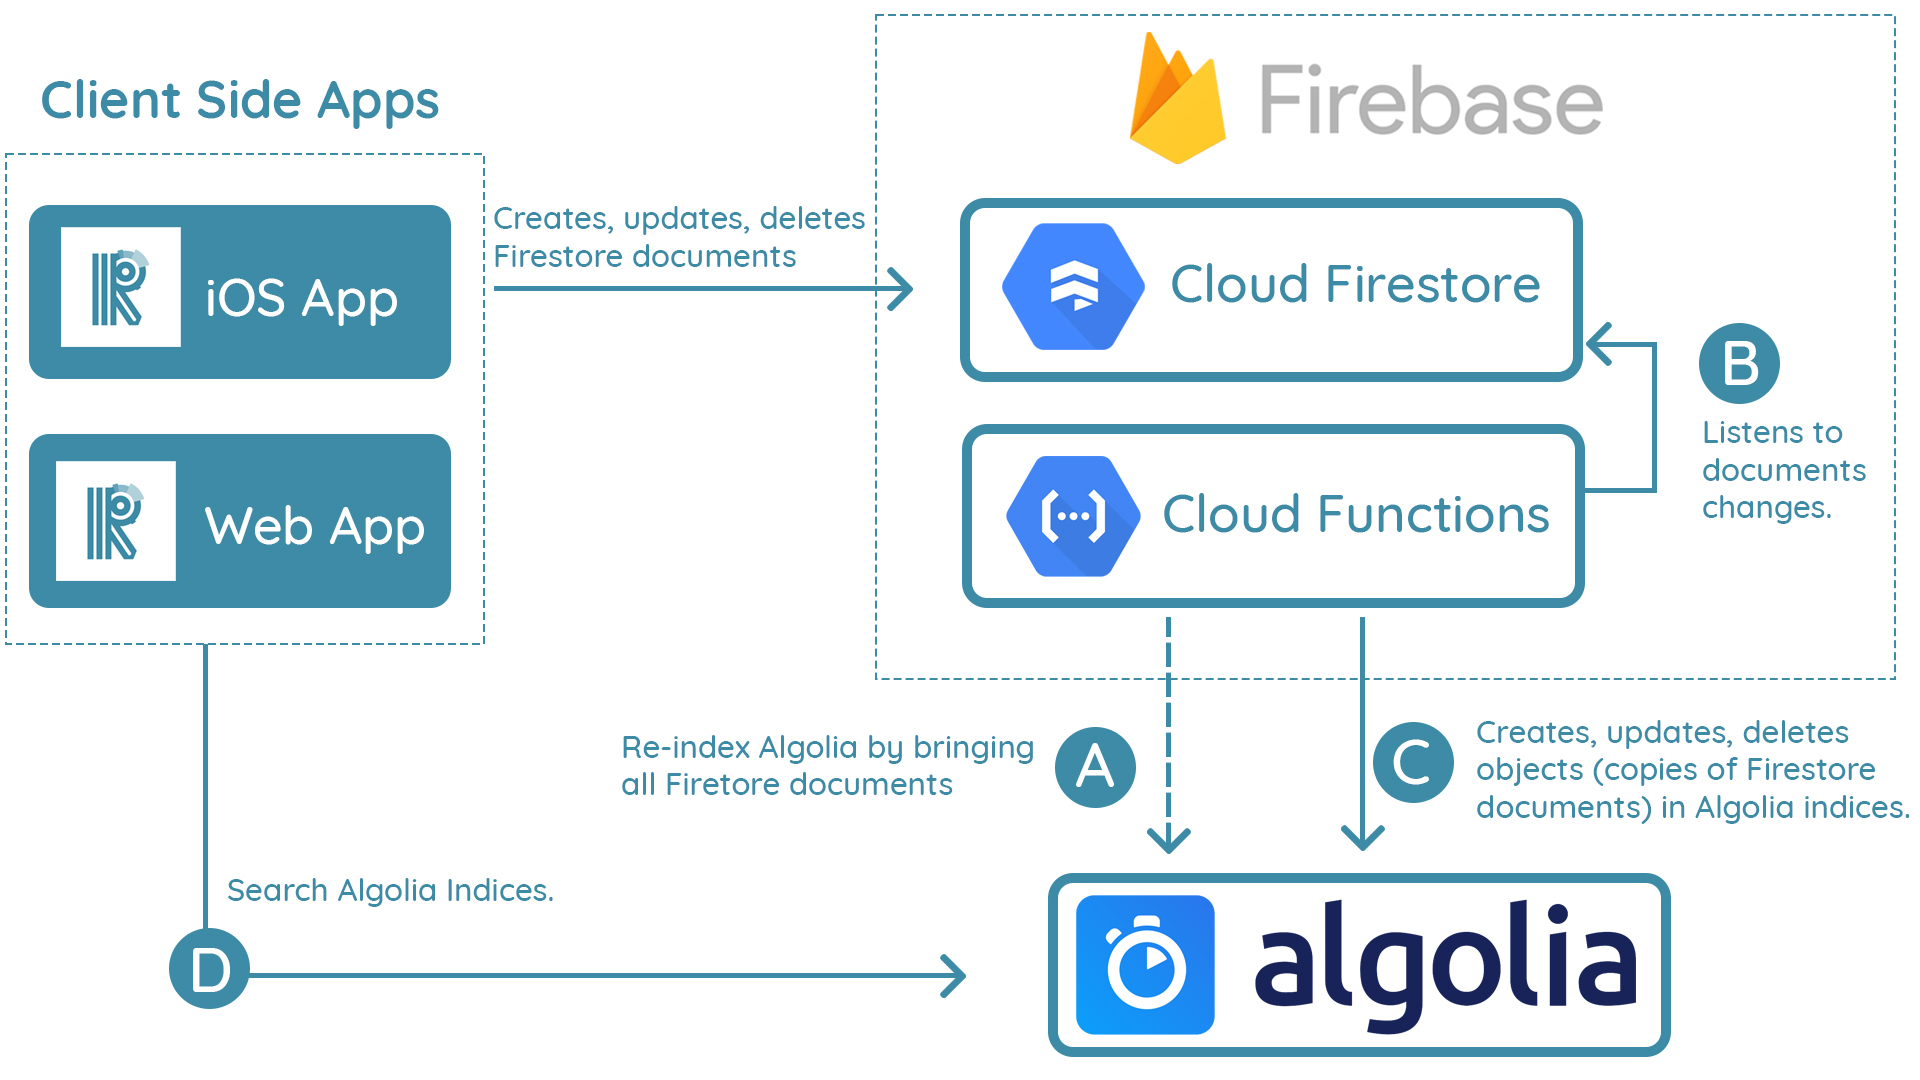 Client Side Apps
iOS App
Web App
Creates, updates, deletes
Firestore documents
Firebase
Cloud Firestore
Cloud Functions
B
Listens to
documents
changes.
Re-index Algolia by bringing
all Firetore documents
A
C
Creates, updates, deletes
objects (copies of Firestore
documents) in Algolia indices.
Search Algolia Indices.
D
algolia